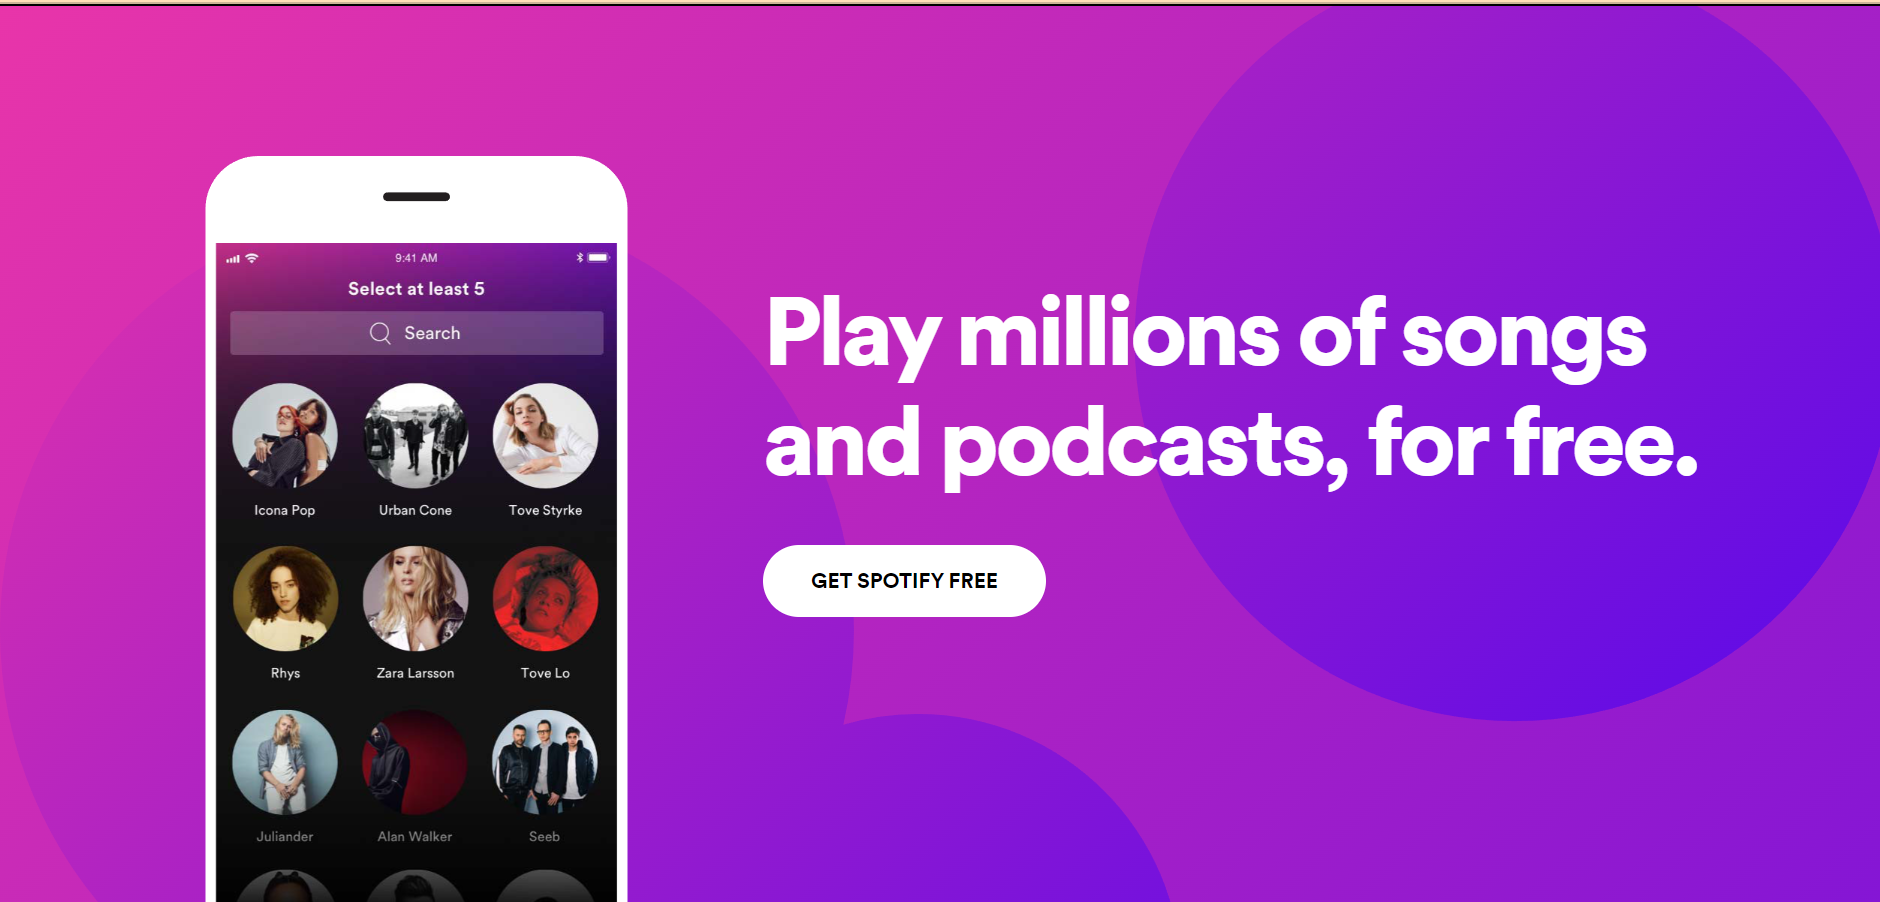 9:41 AM
Select at least 5
Search
Icona Pop
Urban Cone
Tove Styrke
Rhys
Zara Larsson
Tove Lo
Juliander
Alan Walker
Seeb
Play millions of songs
and podcasts, for free.
GET SPOTIFY FREE